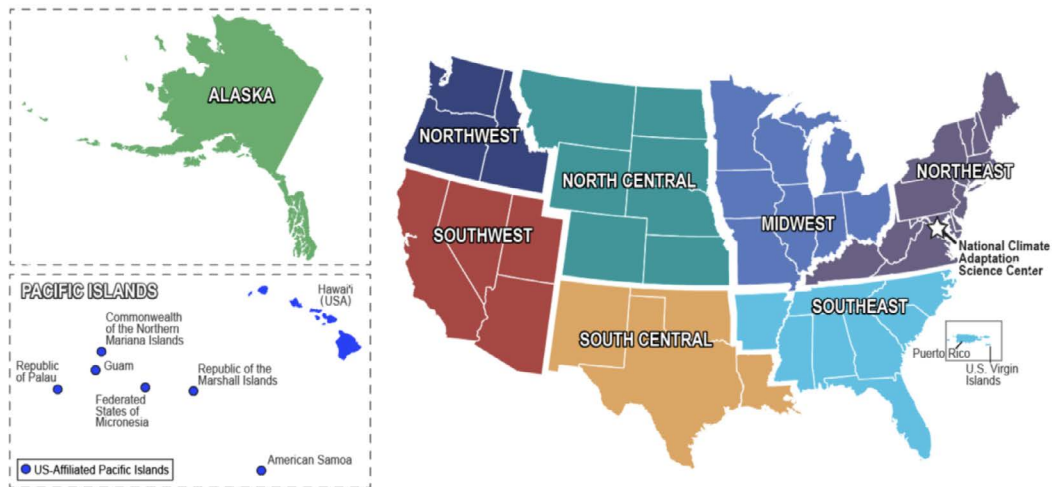 ALASKA
PACIFIC ISLANDS
Hawai'i
(USA)
Commonwealth
of the Northern
Mariana Islands
Republic
of Palau
Guam
Republic of the
Marshall Islands
Federated
States of
Micronesia
American Samoa
US-Affiliated Pacific Islands
NORTHWEST
NORTH CENTRAL
SOUTHWEST
SOUTH CENTRAL
MIDWEST
NORTHEAST
National Climate
Adaptation
Science Center
SOUTHEAST
Puerto Rico
U.S. Virgin
Islands